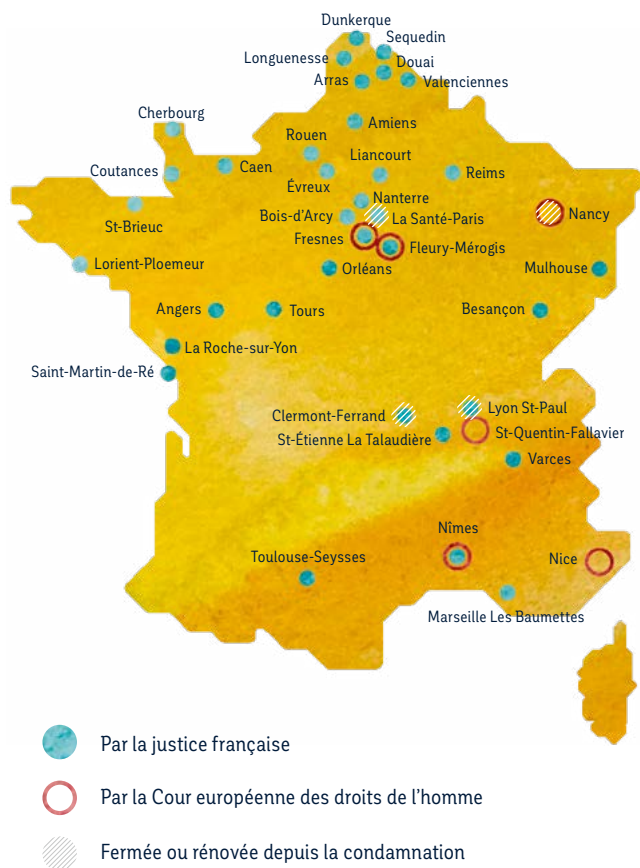 Dunkerque
Sequedin
Longuenesse
Douai
Arras
Valenciennes
Cherbourg
Amiens
Rouen
Liancourt
Coutances
Caen
Reims
Évreux
Nanterre
St-Brieuc
Bois-d'Arcy
La Santé-Paris
Nancy
Fresnes
Fleury-Mérogis
Lorient-Ploemeur
Orléans
Mulhouse
Angers
Tours
Besançon
La Roche-sur-Yon
Saint-Martin-de-Ré
Clermont-Ferrand
Lyon St-Paul
St-Étienne La Talaudière
St-Quentin-Fallavier
Varces
Nîmes
Toulouse-Seysses
Nice
Marseille Les Baumettes
Par la justice française
Par la Cour européenne des droits de l'homme
Fermée ou rénovée depuis la condamnation